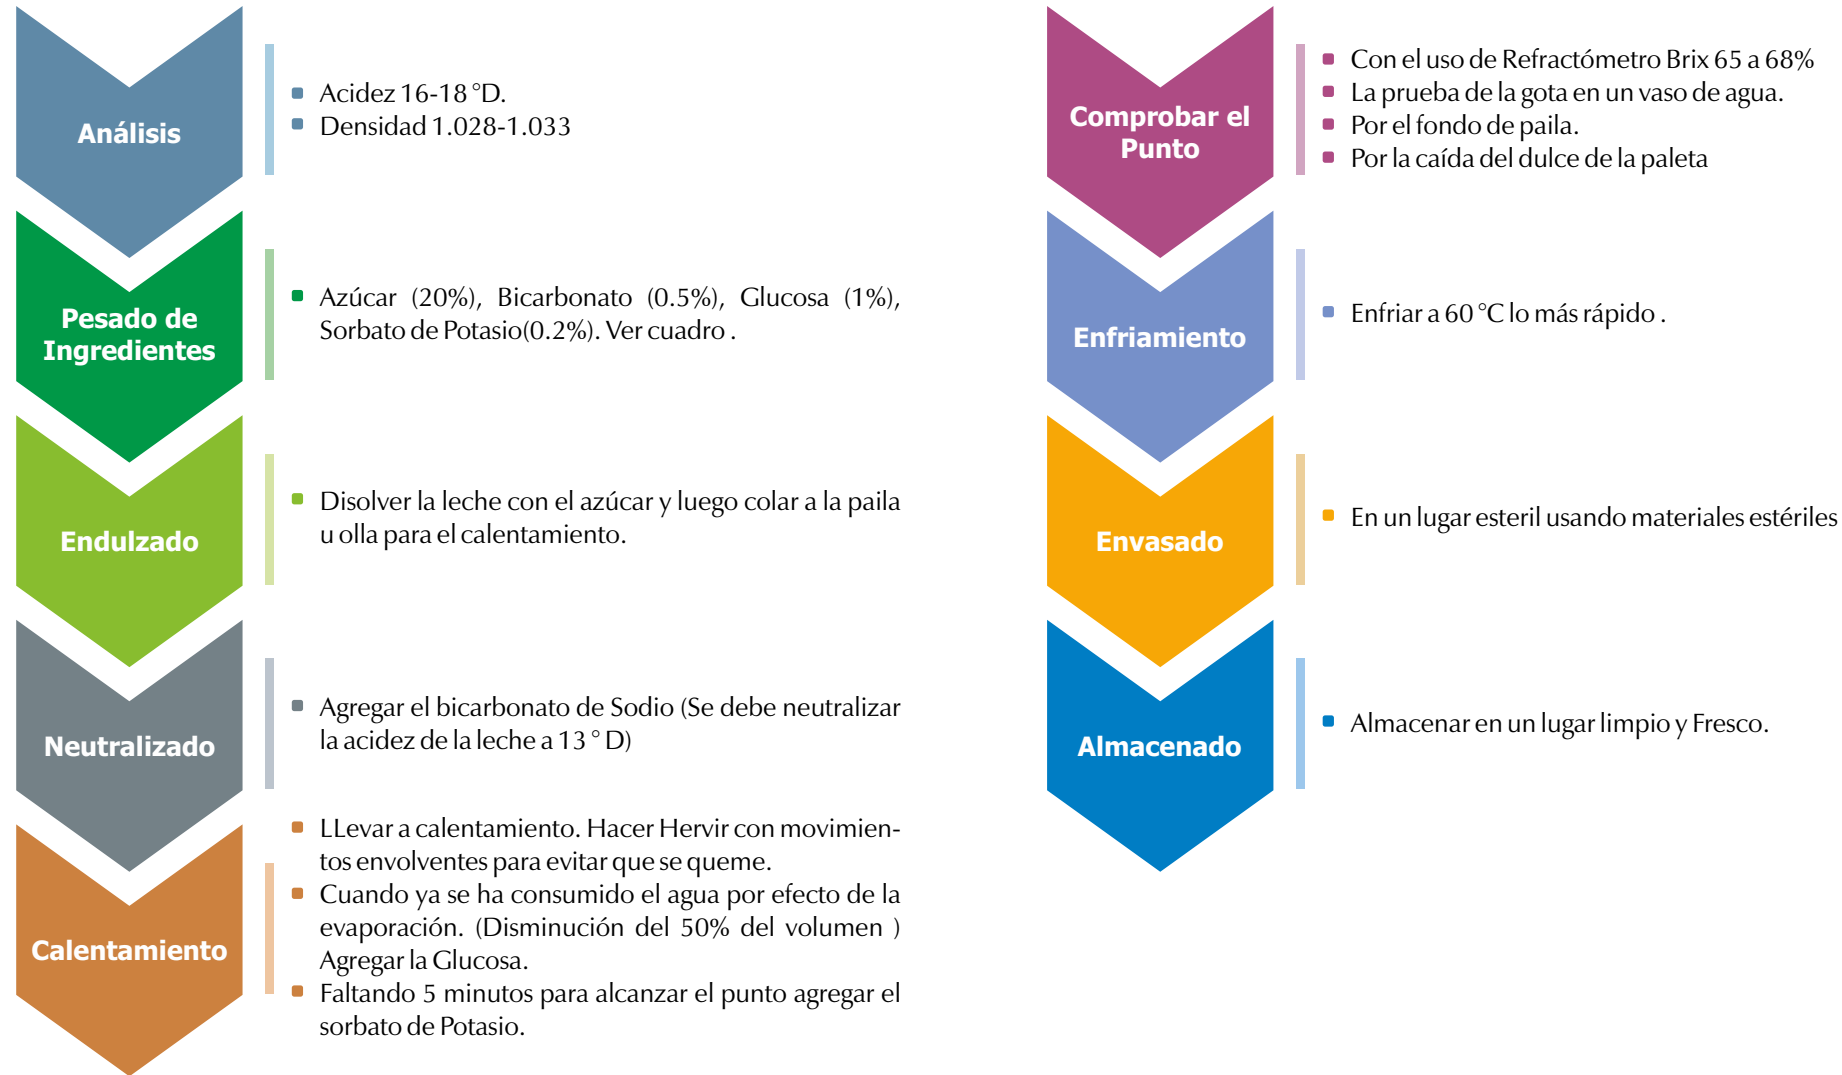 Análisis
Acidez 16-18 °D.
Densidad 1.028-1.033
Pesado de
Ingredientes
Azúcar (20%), Bicarbonato (0.5%), Glucosa (1%),
Sorbato de Potasio(0.2%). Ver cuadro .
Endulzado
Disolver la leche con el azúcar y luego colar a la paila
u olla para el calentamiento.
Neutralizado
Agregar el bicarbonato de Sodio (Se debe neutralizar
la acidez de la leche a 13 ° D)
Calentamiento
LLevar a calentamiento. Hacer Hervir con movimien-
tos envolventes para evitar que se queme.
Cuando ya se ha consumido el agua por efecto de la
evaporación. (Disminución del 50% del volumen )
Agregar la Glucosa.
Faltando 5 minutos para alcanzar el punto agregar el
sorbato de Potasio.
Comprobar el
Punto
Con el uso de Refractómetro Brix 65 a 68%
La prueba de la gota en un vaso de agua.
Por el fondo de paila.
Por la caída del dulce de la paleta
Enfriamiento
Enfriar a 60 °C lo más rápido .
Envasado
En un lugar esteril usando materiales estériles
Almacenado
Almacenar en un lugar limpio y Fresco.